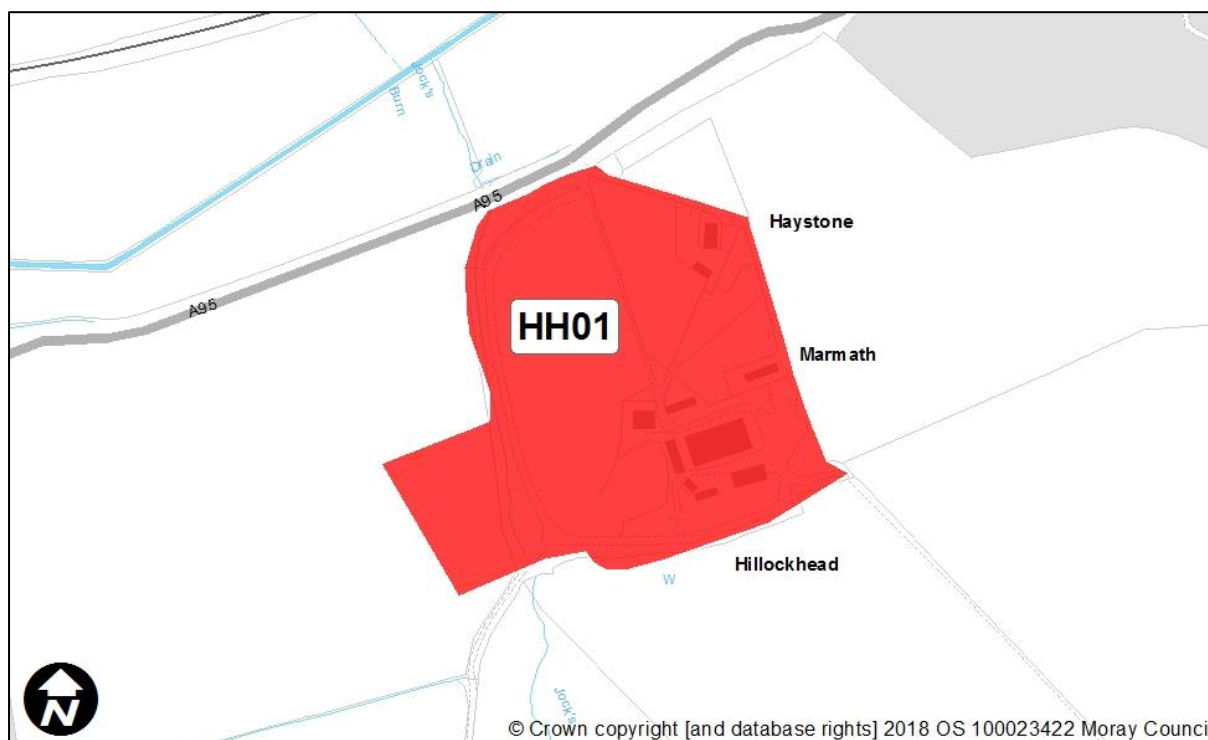 Jock's
Burn
Drain
A95
Haystone
A95
HH01
Marmath
Hillockhead
W
Jock's
N
© Crown copyright [and database rights] 2018 OS 100023422 Moray Counci